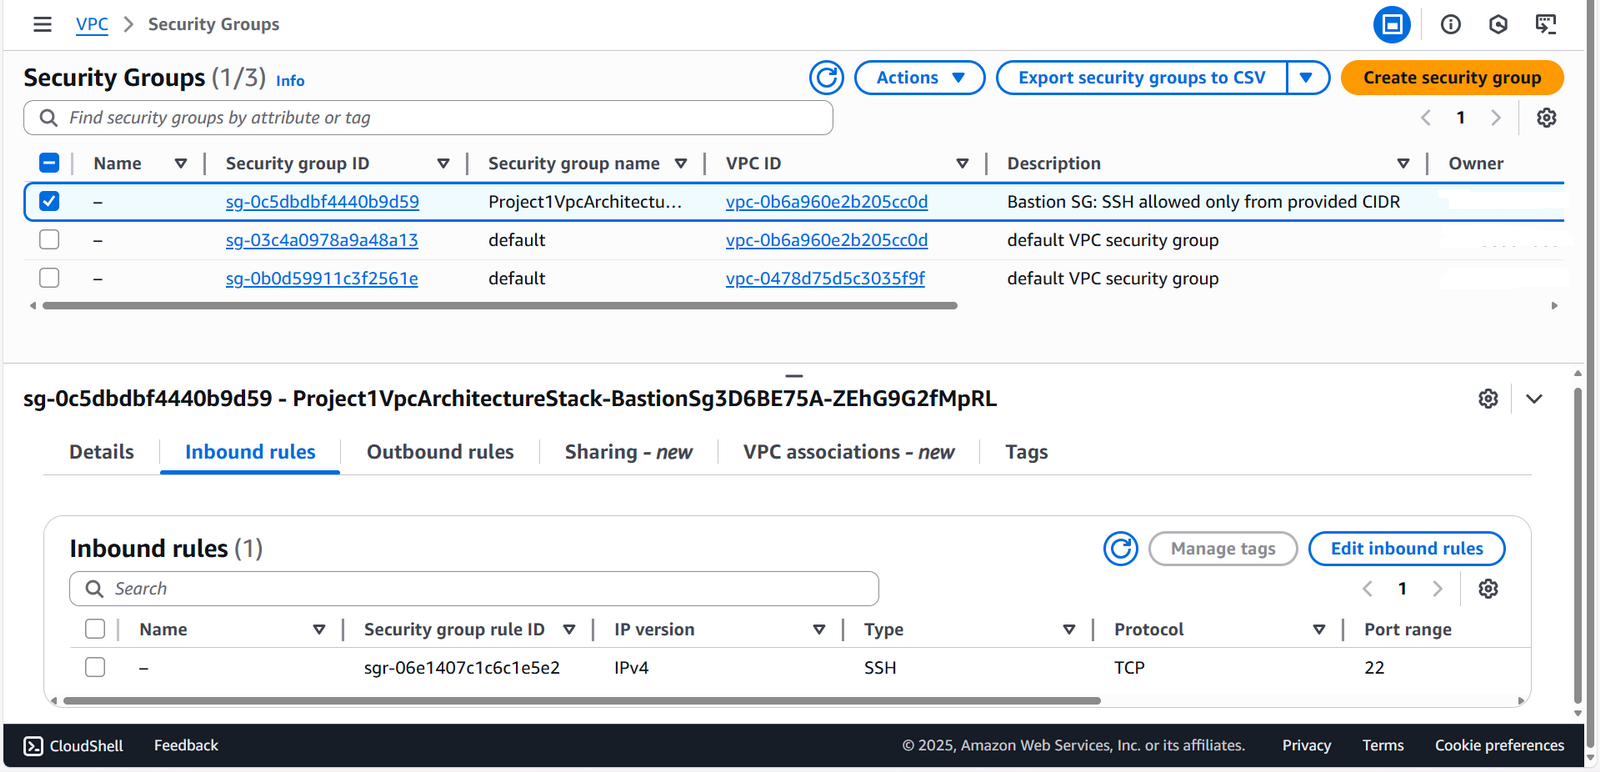 VPC > Security Groups
Security Groups (1/3) Info Actions Export security groups to CSV Create security group
Find security groups by attribute or tag 1
Name Security group ID Security group name VPC ID Description Owner
– sg-0c5dbdbf4440b9d59 Project1VpcArchitectu... vpc-0b6a960e2b205cc0d Bastion SG: SSH allowed only from provided CIDR
– sg-03c4a0978a9a48a13 default vpc-0b6a960e2b205cc0d default VPC security group
– sg-0b0d59911c3f2561e default vpc-0478d75d5c3035f9f default VPC security group
sg-0c5dbdbf4440b9d59 - Project1VpcArchitectureStack-BastionSg3D6BE75A-ZEhG9G2fMpRL
Details Inbound rules Outbound rules Sharing - new VPC associations - new Tags
Inbound rules (1) Manage tags Edit inbound rules
Search 1
Name Security group rule ID IP version Type Protocol Port range
– sgr-06e1407c1c6c1e5e2 IPv4 SSH TCP 22
CloudShell Feedback © 2025, Amazon Web Services, Inc. or its affiliates. Privacy Terms Cookie preferences